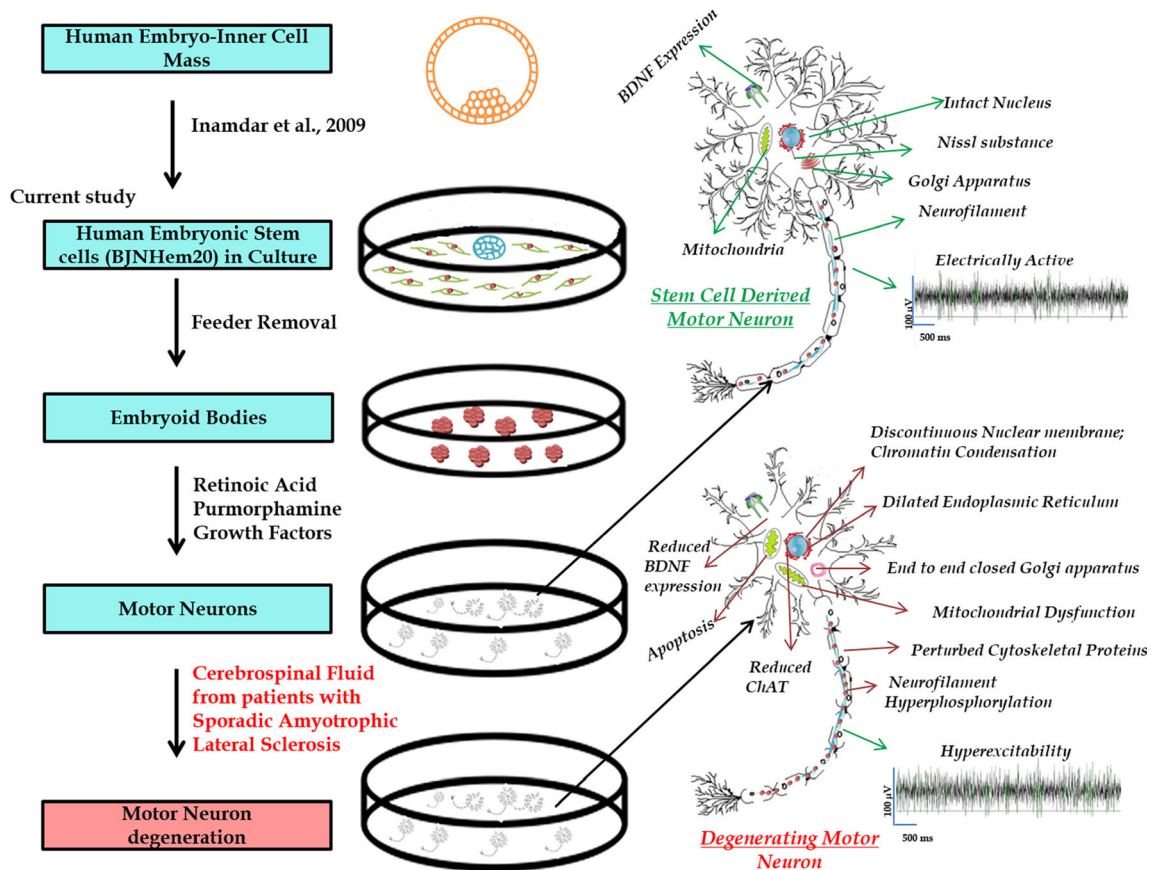 Human Embryo-Inner Cell
Mass
Inamdar et al., 2009
Current study
Human Embryonic Stem
cells (BJNHem20) in Culture
Feeder Removal
Embryoid Bodies
Retinoic Acid
Purmorphamine
Growth Factors
Motor Neurons
Cerebrospinal Fluid
from patients with
Sporadic Amyotrophic
Lateral Sclerosis
Motor Neuron
degeneration
BDNF Expression
Intact Nucleus
Nissl substance
Golgi Apparatus
Neurofilament
Mitochondria
Electrically Active
100 µV
500 ms
Stem Cell Derived
Motor Neuron
Discontinuous Nuclear membrane;
Chromatin Condensation
Dilated Endoplasmic Reticulum
Reduced
BDNF
expression
End to end closed Golgi apparatus
Mitochondrial Dysfunction
Apoptosis
Reduced
ChAT
Perturbed Cytoskeletal Proteins
Neurofilament
Hyperphosphorylation
Hyperexcitability
100 µV
500 ms
Degenerating Motor
Neuron